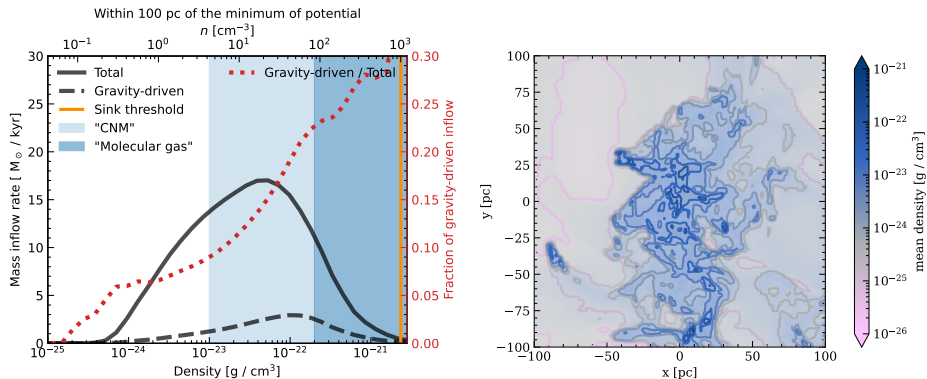 Within 100 pc of the minimum of potential
n [cm⁻³]
10⁻¹ 10⁰ 10¹ 10² 10³
Mass inflow rate [ M⊙ / kyr]
30
25
20
15
10
5
0
Total
Gravity-driven
Sink threshold
"CNM"
"Molecular gas"
Gravity-driven / Total
0.30
0.25
0.20
0.15
0.10
0.05
0.00
Fraction of gravity-driven inflow
10⁻²⁵ 10⁻²⁴ 10⁻²³ 10⁻²² 10⁻²¹
Density [g / cm³]
y [pc]
100
75
50
25
0
−25
−50
−75
−100
−100 −50 0 50 100
x [pc]
10⁻²¹
10⁻²²
10⁻²³
10⁻²⁴
10⁻²⁵
10⁻²⁶
mean density [g / cm³]